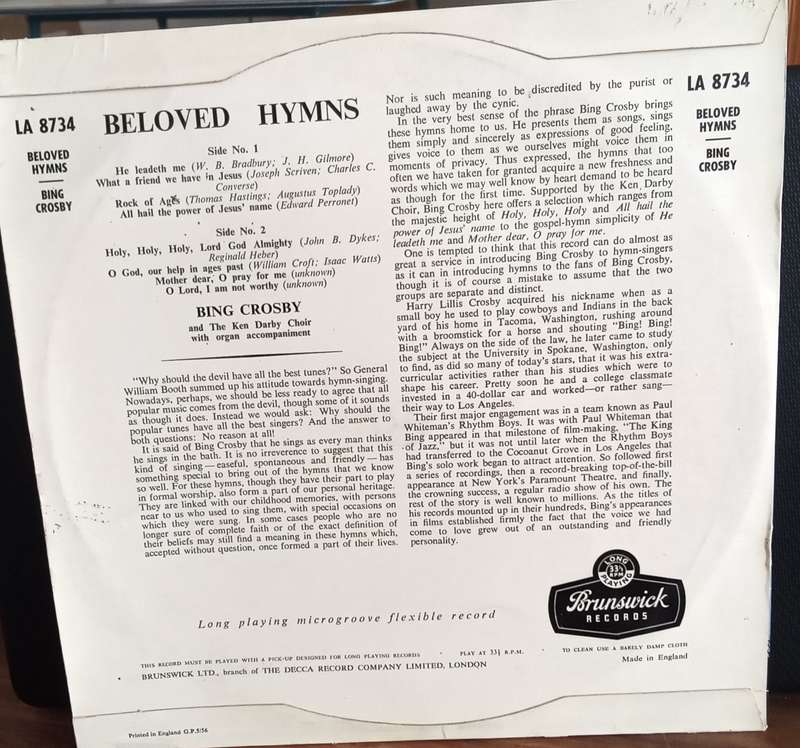 LA 8734
BELOVED
HYMNS
BING
CROSBY
BELOVED HYMNS
Side No. 1
He leadeth me (W. B. Bradbury; J. H. Gilmore)
What a friend we have in Jesus (Joseph Scriven; Charles C.
Converse)
Rock of Ages (Thomas Hastings; Augustus Toplady)
All hail the power of Jesus' name (Edward Perronet)
Side No. 2
Holy, Holy, Holy, Lord God Almighty (John B. Dykes;
Reginald Heber)
O God, our help in ages past (William Croft; Isaac Watts)
Mother dear, O pray for me (unknown)
O Lord, I am not worthy (unknown)
BING CROSBY
and The Ken Darby Choir
with organ accompaniment
"Why should the devil have all the best tunes?" So General
William Booth summed up his attitude towards hymn-singing.
Nowadays, perhaps, we should be less ready to agree that all
popular music comes from the devil, though some of it sounds
as though it does. Instead we would ask: Why should the
popular tunes have all the best singers? And the answer to
both questions: No reason at all!
It is said of Bing Crosby that he sings as every man thinks
he sings in the bath. It is no irreverence to suggest that this
kind of singing—easeful, spontaneous and friendly—has
something special to bring out of the hymns that we know
so well. For these hymns, though they have their part to play
in formal worship, also form a part of our personal heritage.
They are linked with our childhood memories, with persons
near to us who used to sing them, with special occasions on
which they were sung. In some cases people who are no
longer sure of complete faith or of the exact definition of
their beliefs may still find a meaning in these hymns which,
accepted without question, once formed a part of their lives.
Nor is such meaning to be discredited by the purist or
laughed away by the cynic.
In the very best sense of the phrase Bing Crosby brings
these hymns home to us. He presents them as songs, sings
them simply and sincerely as expressions of good feeling,
gives voice to them as we ourselves might voice them in
moments of privacy. Thus expressed, the hymns that too
often we have taken for granted acquire a new freshness and
words which we may well know by heart demand to be heard
as though for the first time. Supported by the Ken Darby
Choir, Bing Crosby here offers a selection which ranges from
the majestic height of Holy, Holy, Holy and All hail the
power of Jesus' name to the gospel-hymn simplicity of He
leadeth me and Mother dear, O pray for me.
One is tempted to think that this record can do almost as
great a service in introducing Bing Crosby to hymn-singers
as it can in introducing hymns to the fans of Bing Crosby,
though it is of course a mistake to assume that the two
groups are separate and distinct.
Harry Lillis Crosby acquired his nickname when as a
small boy he used to play cowboys and Indians in the back
yard of his home in Tacoma, Washington, rushing around
with a broomstick for a horse and shouting "Bing! Bing!
Bing!" Always on the side of the law, he later came to study
the subject at the University in Spokane, Washington, only
to find, as did so many of today's stars, that it was his extra-
curricular activities rather than his studies which were to
shape his career. Pretty soon he and a college classmate
invested in a 40-dollar car and worked—or rather sang—
their way to Los Angeles.
Their first major engagement was in a team known as Paul
Whiteman's Rhythm Boys. It was with Paul Whiteman that
Bing appeared in that milestone of film-making, "The King
of Jazz," but it was not until later when the Rhythm Boys
had transferred to the Cocoanut Grove in Los Angeles that
Bing's solo work began to attract attention. So followed first
a series of recordings, then a record-breaking top-of-the-bill
appearance at New York's Paramount Theatre, and finally,
the crowning success, a regular radio show of his own. The
rest of the story is well known to millions. As the titles of
his records mounted up in their hundreds, Bing's appearances
in films established firmly the fact that the voice we had
come to love grew out of an outstanding and friendly
personality.
LA 8734
BELOVED
HYMNS
BING
CROSBY
LONG
33⅓
RPM
PLAYING
Brunswick
RECORDS
Long playing microgroove flexible record
THIS RECORD MUST BE PLAYED WITH A PICK-UP DESIGNED FOR LONG PLAYING RECORDS · PLAY AT 33⅓ R.P.M. · TO CLEAN USE A BARELY DAMP CLOTH
BRUNSWICK LTD., branch of THE DECCA RECORD COMPANY LIMITED, LONDON
Made in England
Printed in England G.P.5/56